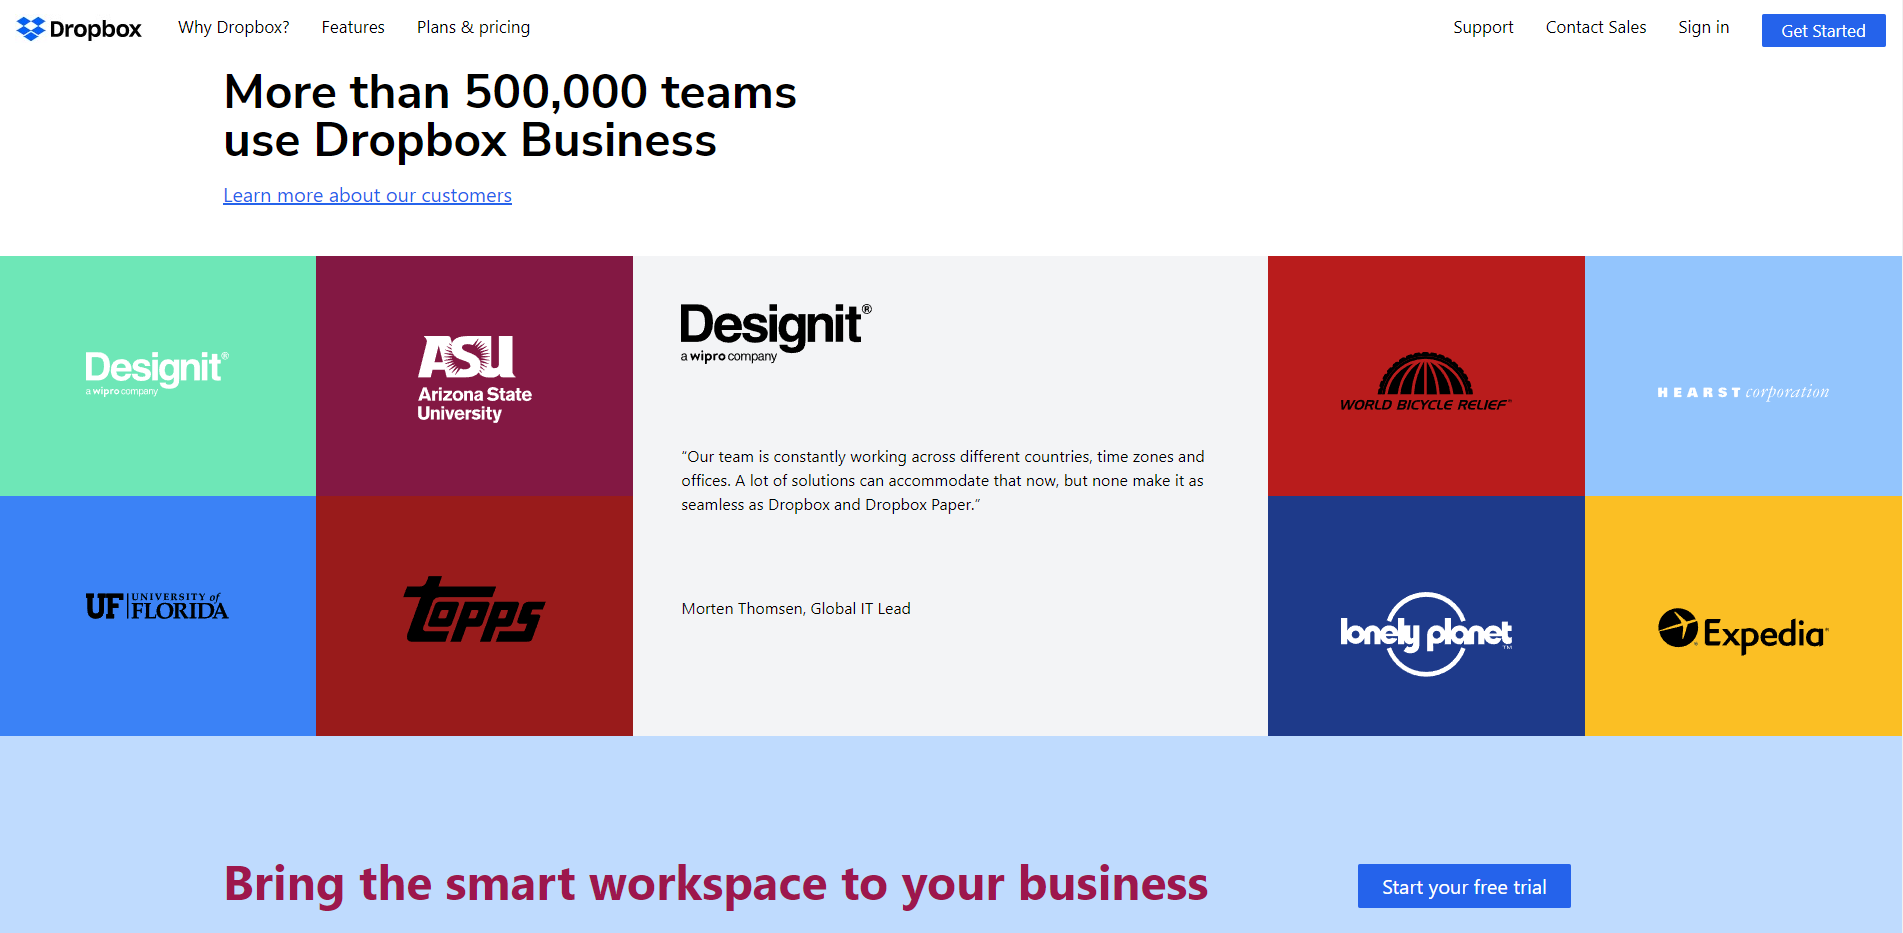 Dropbox
Why Dropbox?
Features
Plans & pricing
Support
Contact Sales
Sign in
Get Started
More than 500,000 teams
use Dropbox Business
Learn more about our customers
Designit®
a wipro company
ASU
Arizona State
University
Designit®
a wipro company
“Our team is constantly working across different countries, time zones and
offices. A lot of solutions can accommodate that now, but none make it as
seamless as Dropbox and Dropbox Paper.”
Morten Thomsen, Global IT Lead
WORLD BICYCLE RELIEF
HEARST corporation
UF UNIVERSITY of
FLORIDA
Topps
lonely planet™
Expedia
Bring the smart workspace to your business
Start your free trial